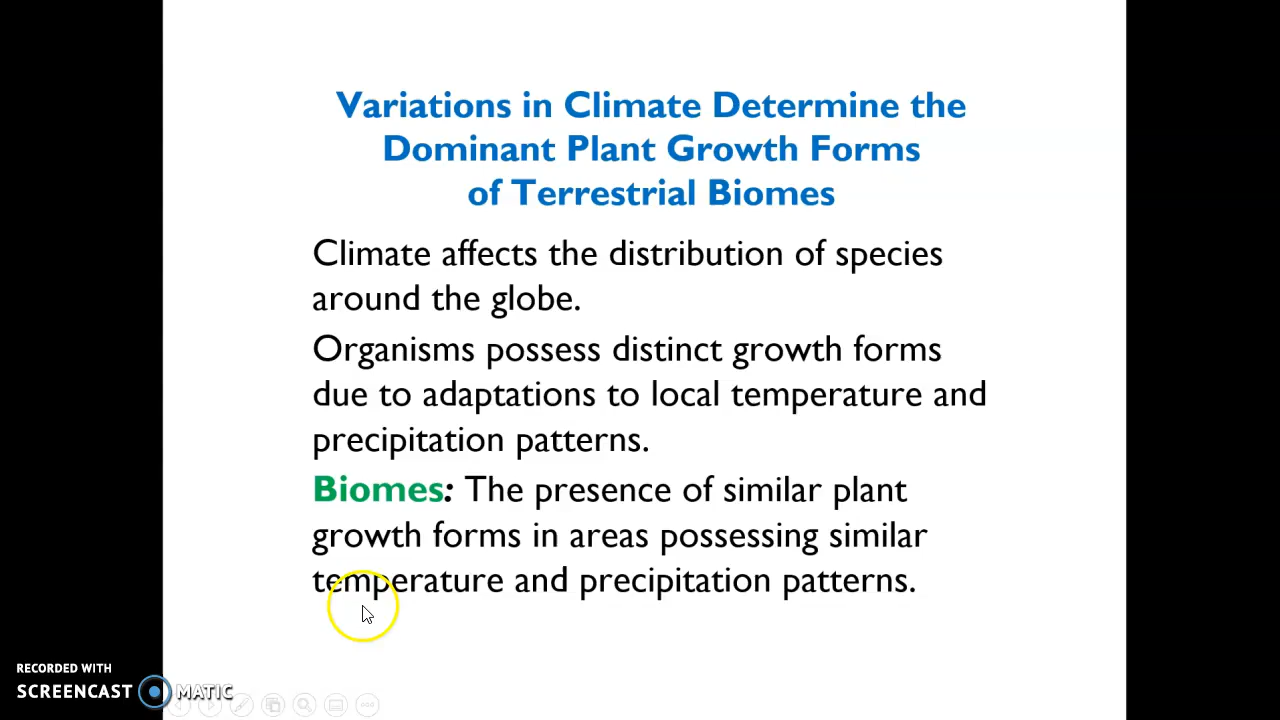 Variations in Climate Determine the
Dominant Plant Growth Forms
of Terrestrial Biomes
Climate affects the distribution of species
around the globe.
Organisms possess distinct growth forms
due to adaptations to local temperature and
precipitation patterns.
Biomes: The presence of similar plant
growth forms in areas possessing similar
temperature and precipitation patterns.
RECORDED WITH
SCREENCAST MATIC